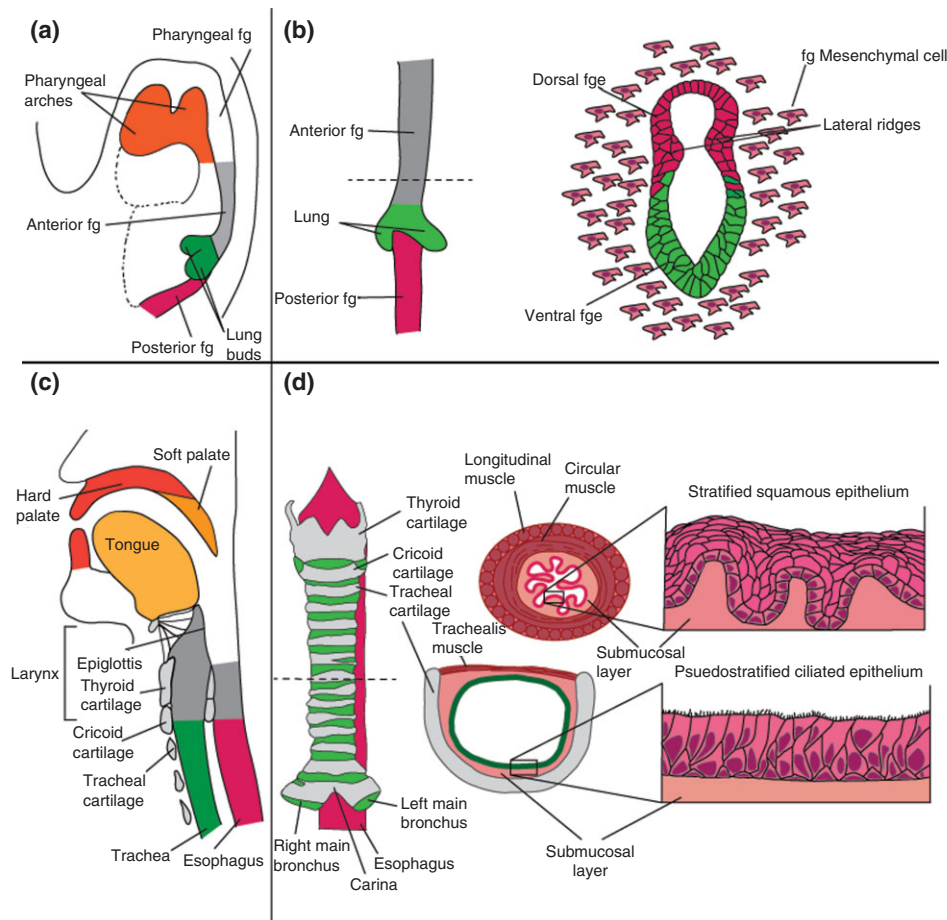 (a)
Pharyngeal fg
Pharyngeal
arches
Anterior fg
Lung
buds
Posterior fg
(b)
Anterior fg
Lung
Posterior fg
Dorsal fge
fg Mesenchymal cell
Lateral ridges
Ventral fge
(c)
Soft palate
Hard
palate
Tongue
Larynx
Epiglottis
Thyroid
cartilage
Cricoid
cartilage
Tracheal
cartilage
Trachea
Esophagus
(d)
Thyroid
cartilage
Cricoid
cartilage
Tracheal
cartilage
Left main
bronchus
Right main
bronchus
Esophagus
Carina
Longitudinal
muscle
Circular
muscle
Stratified squamous epithelium
Trachealis
muscle
Submucosal
layer
Psuedostratified ciliated epithelium
Submucosal
layer